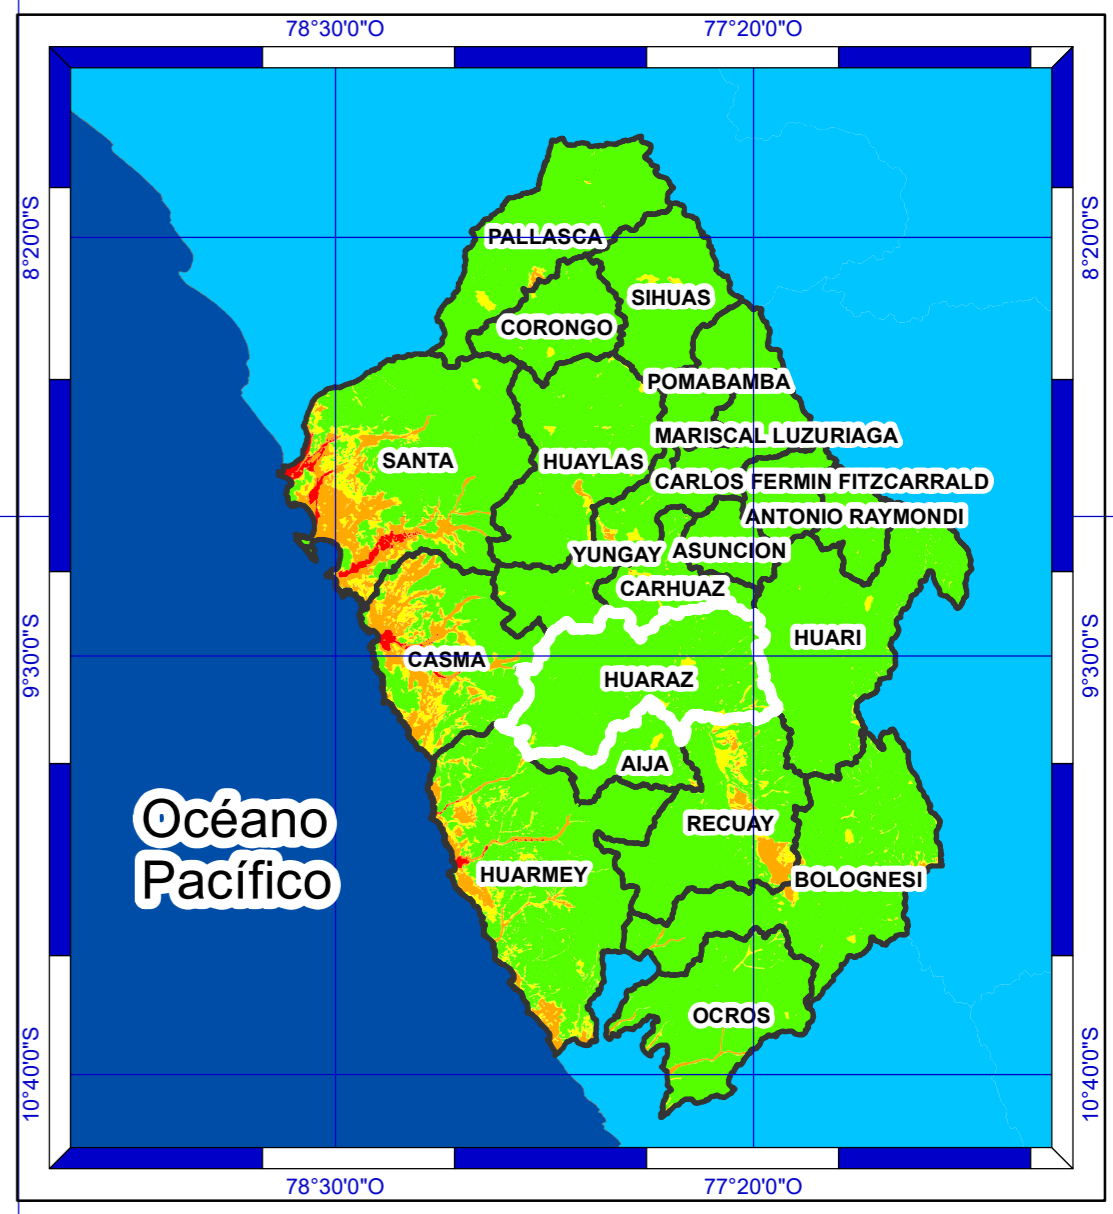 78°30'0"O 77°20'0"O
8°20'0"S 8°20'0"S
PALLASCA
SIHUAS
CORONGO
POMABAMBA
MARISCAL LUZURIAGA
SANTA HUAYLAS
CARLOS FERMIN FITZCARRALD
ANTONIO RAYMONDI
YUNGAY ASUNCION
CARHUAZ
HUARI
9°30'0"S 9°30'0"S
CASMA
HUARAZ
AIJA
Océano
Pacífico
RECUAY
HUARMEY
BOLOGNESI
OCROS
10°40'0"S 10°40'0"S
78°30'0"O 77°20'0"O